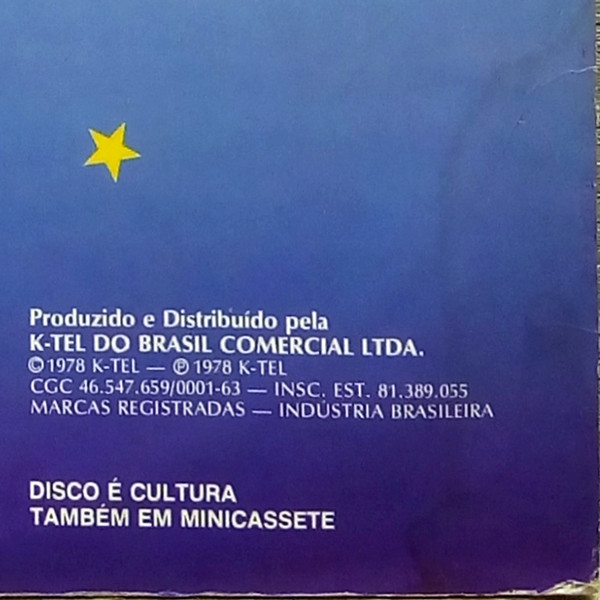 Produzido e Distribuído pela
K-TEL DO BRASIL COMERCIAL LTDA.
©1978 K-TEL — ℗1978 K-TEL
CGC 46.547.659/0001-63 — INSC. EST. 81.389.055
MARCAS REGISTRADAS — INDÚSTRIA BRASILEIRA
DISCO É CULTURA
TAMBÉM EM MINICASSETE